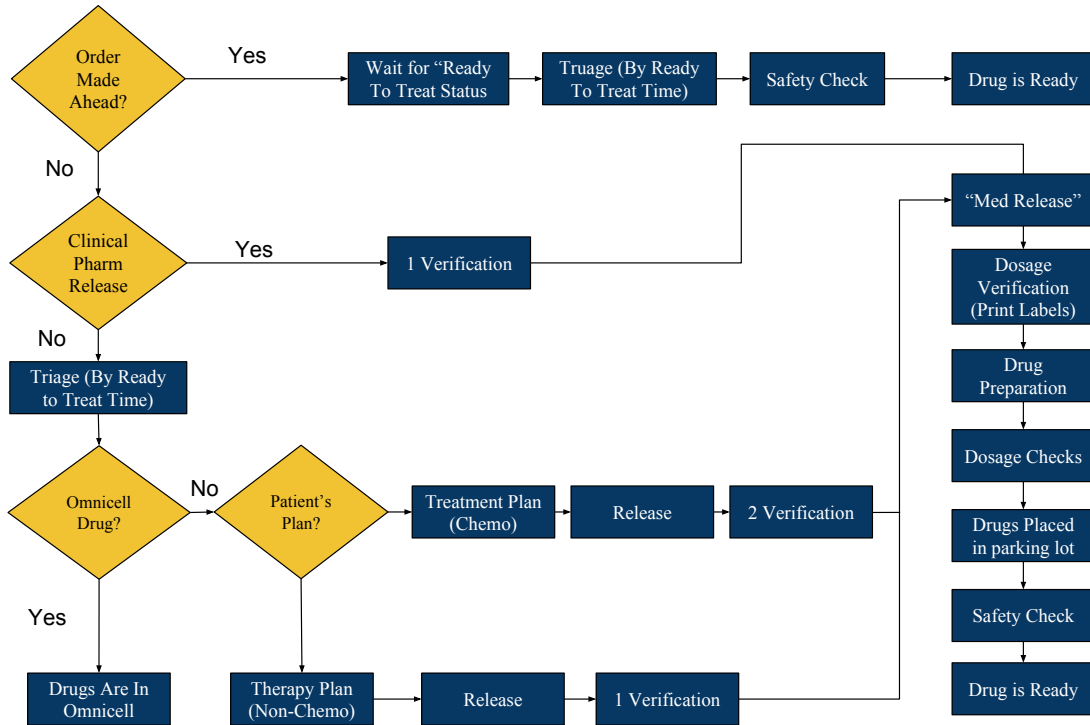 Order
Made
Ahead?
Yes
Wait for “Ready
To Treat Status
Truage (By Ready
To Treat Time)
Safety Check
Drug is Ready
No
Clinical
Pharm
Release
Yes
1 Verification
“Med Release”
Dosage
Verification
(Print Labels)
No
Triage (By Ready
to Treat Time)
Drug
Preparation
Dosage Checks
Omnicell
Drug?
No
Patient’s
Plan?
Treatment Plan
(Chemo)
Release
2 Verification
Drugs Placed
in parking lot
Yes
Safety Check
Drugs Are In
Omnicell
Therapy Plan
(Non-Chemo)
Release
1 Verification
Drug is Ready